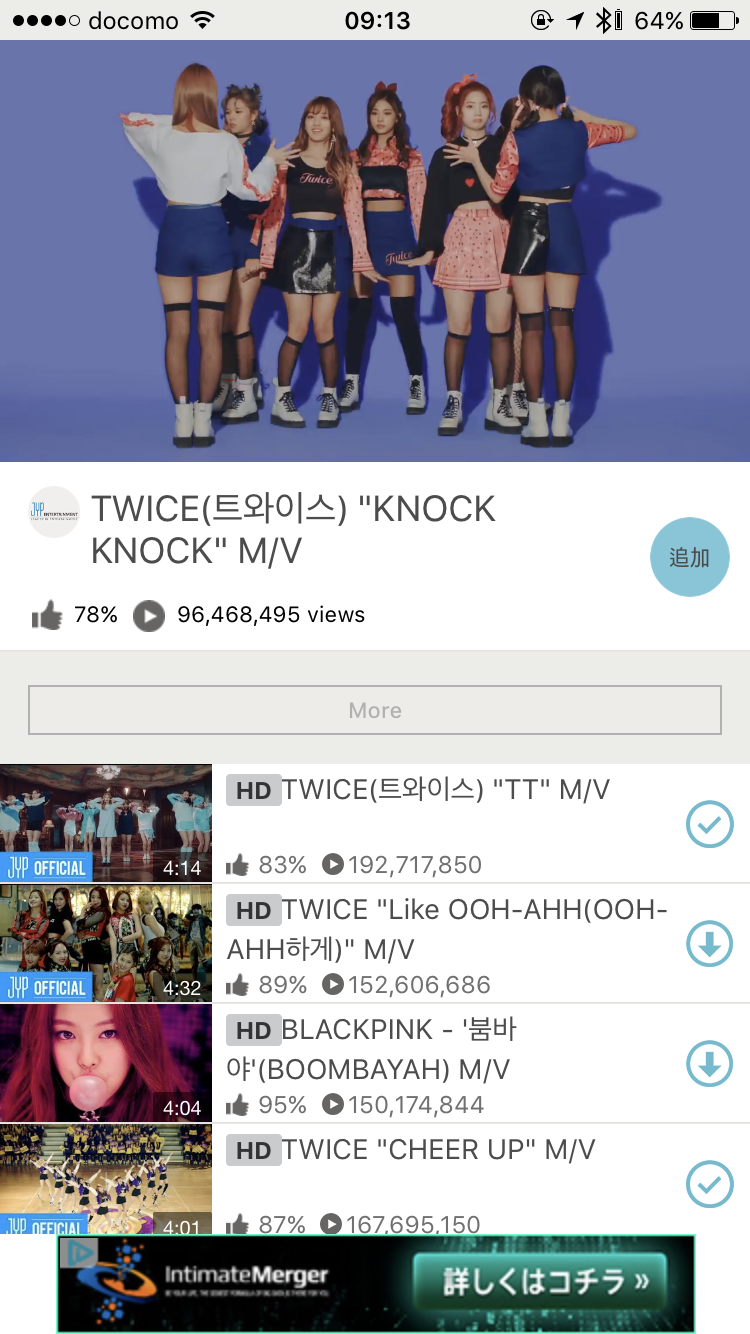 docomo 09:13 64%
Twice
Twice
JYP ENTERTAINMENT
TWICE(트와이스) "KNOCK
KNOCK" M/V
追加
78% 96,468,495 views
More
HD TWICE(트와이스) "TT" M/V
JYP OFFICIAL 4:14
83% 192,717,850
HD TWICE "Like OOH-AHH(OOH-
AHH하게)" M/V
JYP OFFICIAL 4:32
89% 152,606,686
HD BLACKPINK - '붐바
야'(BOOMBAYAH) M/V
4:04
95% 150,174,844
HD TWICE "CHEER UP" M/V
JYP OFFICIAL 4:01
87% 167,695,150
IntimateMerger
詳しくはコチラ »